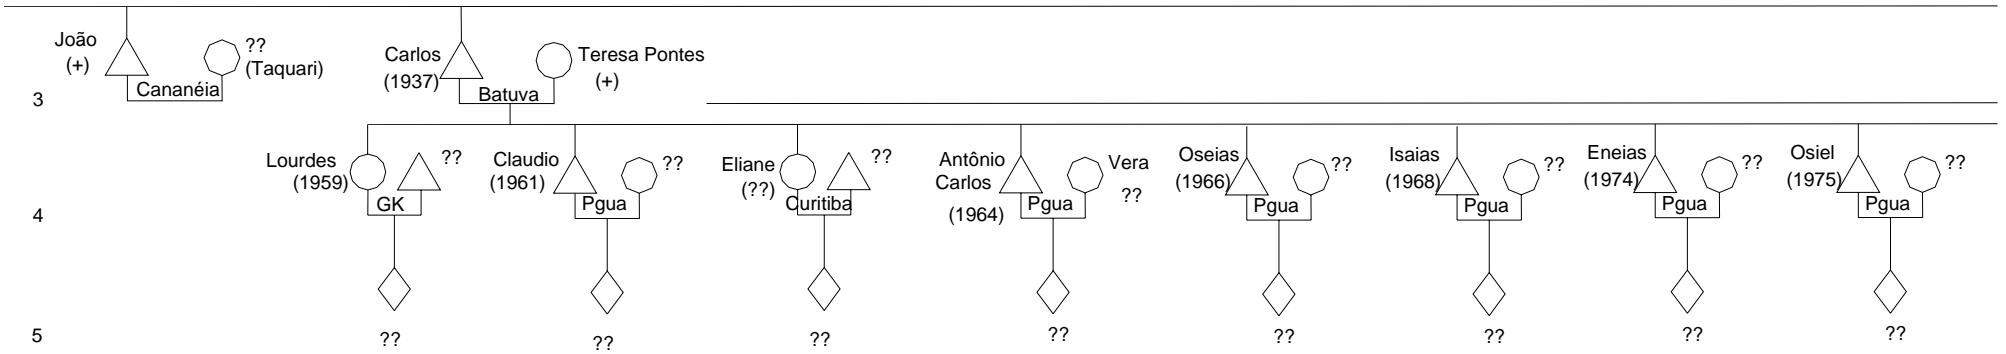 João
(+)
??
(Taquari)
Cananéia
Carlos
(1937)
Teresa Pontes
(+)
Batuva
3
Lourdes
(1959)
??
GK
Claudio
(1961)
??
Pgua
Eliane
(??)
??
Curitiba
Antônio
Carlos
(1964)
Vera
??
Pgua
Oseias
(1966)
??
Pgua
Isaias
(1968)
??
Pgua
Eneias
(1974)
??
Pgua
Osiel
(1975)
??
Pgua
4
5
??
??
??
??
??
??
??
??